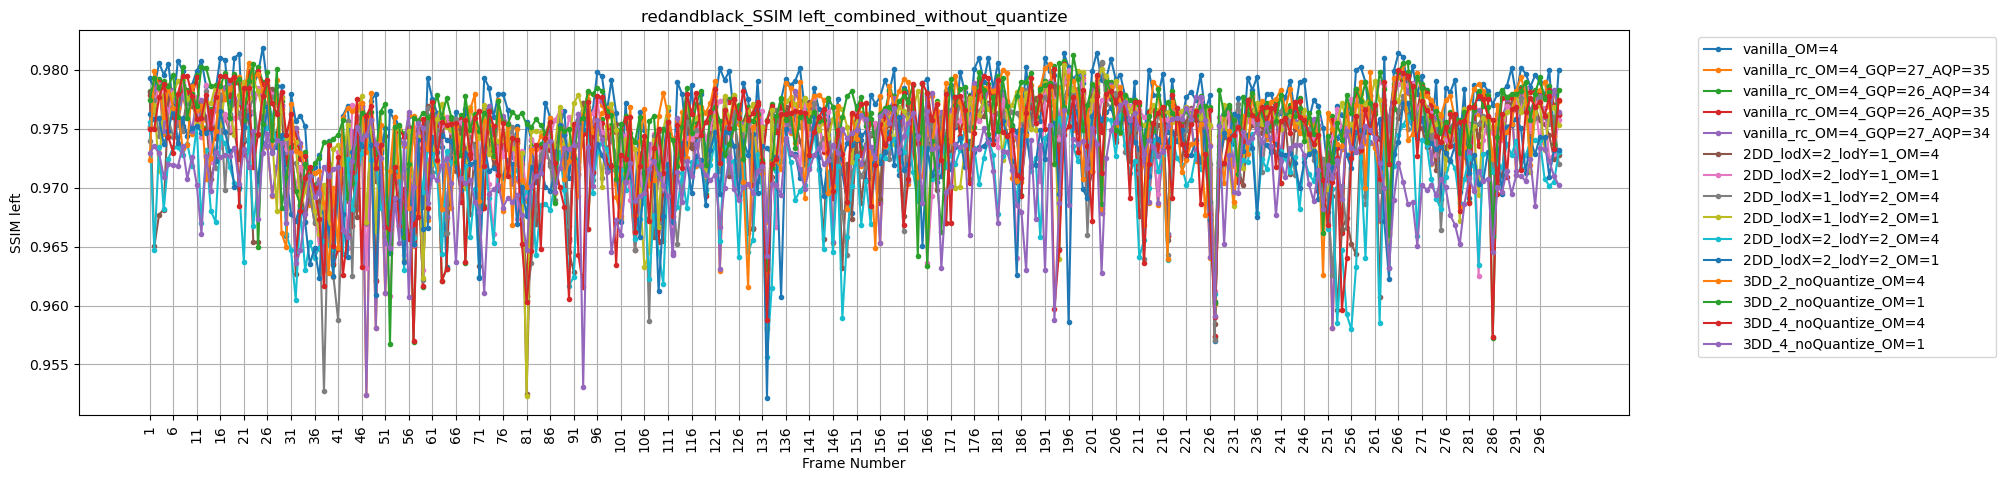 redandblack_SSIM left_combined_without_quantize
SSIM left
0.980
0.975
0.970
0.965
0.960
0.955
1 6 11 16 21 26 31 36 41 46 51 56 61 66 71 76 81 86 91 96 101 106 111 116 121 126 131 136 141 146 151 156 161 166 171 176 181 186 191 196 201 206 211 216 221 226 231 236 241 246 251 256 261 266 271 276 281 286 291 296
Frame Number
vanilla_OM=4
vanilla_rc_OM=4_GQP=27_AQP=35
vanilla_rc_OM=4_GQP=26_AQP=34
vanilla_rc_OM=4_GQP=26_AQP=35
vanilla_rc_OM=4_GQP=27_AQP=34
2DD_lodX=2_lodY=1_OM=4
2DD_lodX=2_lodY=1_OM=1
2DD_lodX=1_lodY=2_OM=4
2DD_lodX=1_lodY=2_OM=1
2DD_lodX=2_lodY=2_OM=4
2DD_lodX=2_lodY=2_OM=1
3DD_2_noQuantize_OM=4
3DD_2_noQuantize_OM=1
3DD_4_noQuantize_OM=4
3DD_4_noQuantize_OM=1